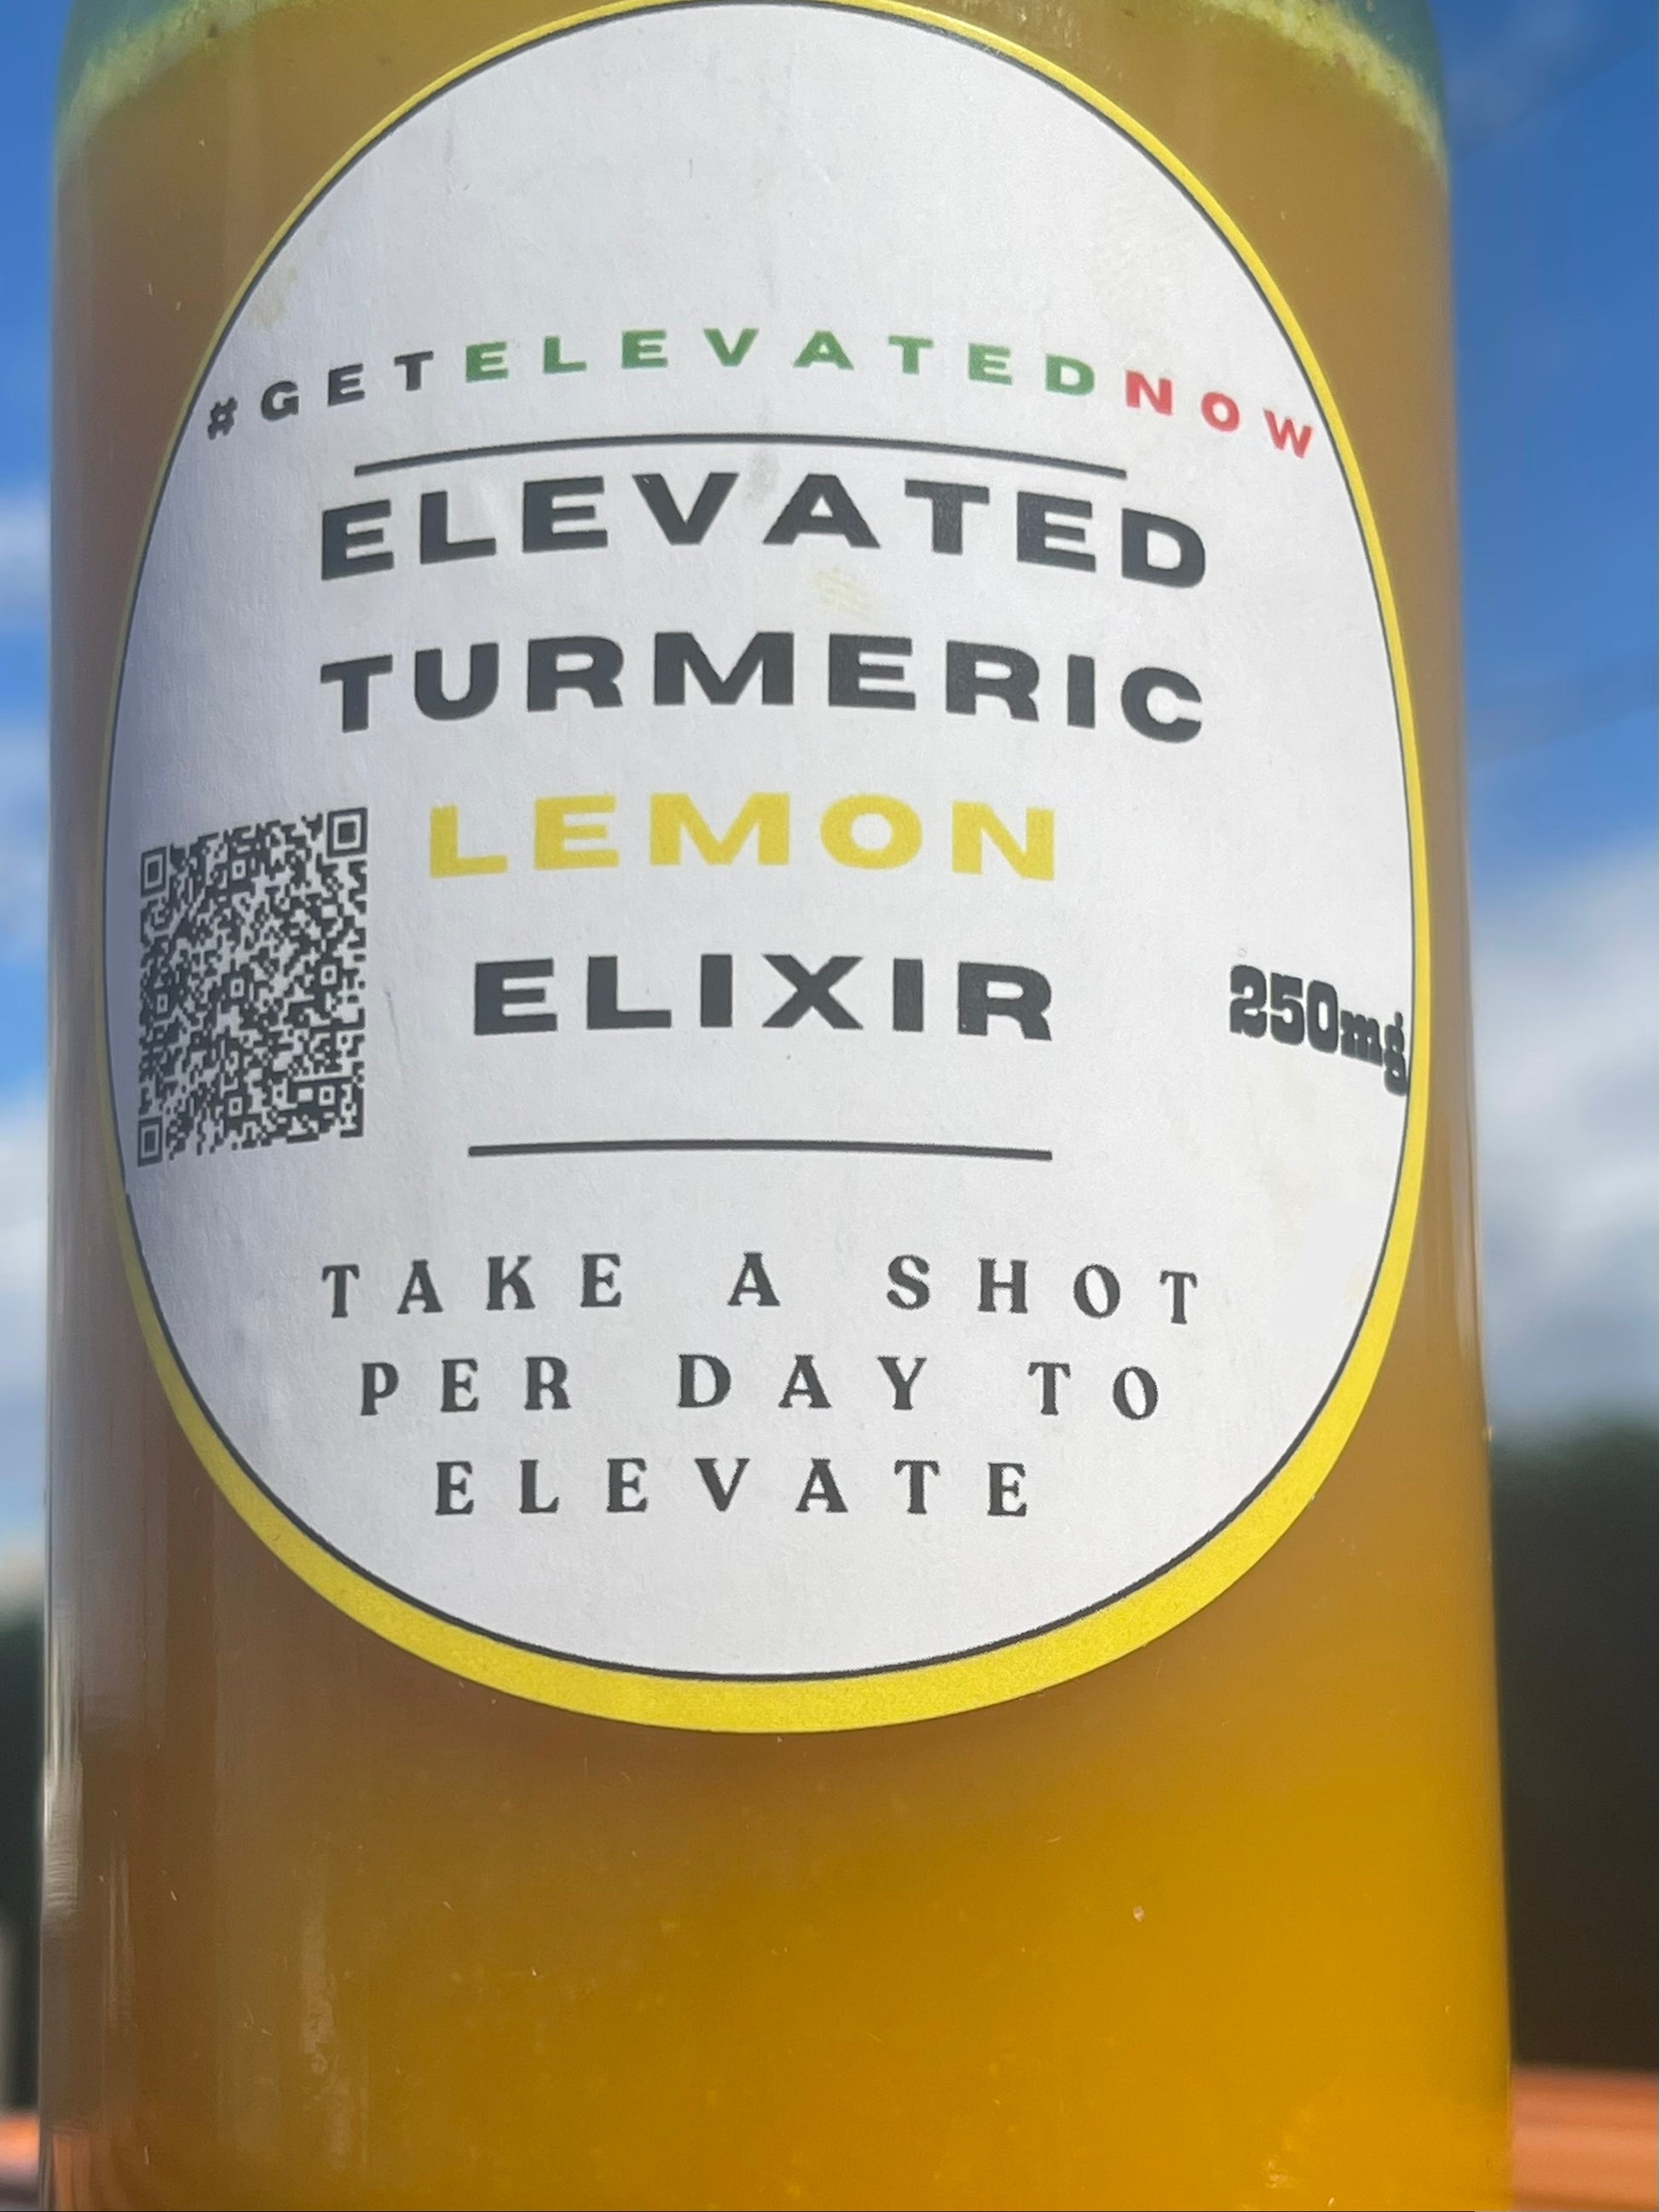 #GETELEVATEDNOW
ELEVATED
TURMERIC
LEMON
ELIXIR
250mg
TAKE A SHOT
PER DAY TO
ELEVATE